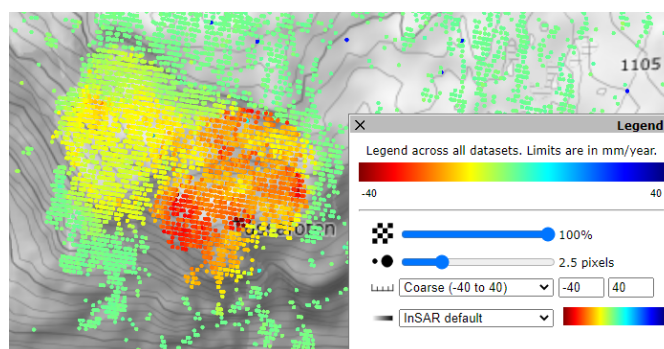 1105
Legend
Legend across all datasets. Limits are in mm/year.
-40 40
100%
2.5 pixels
Coarse (-40 to 40) -40 40
InSAR default